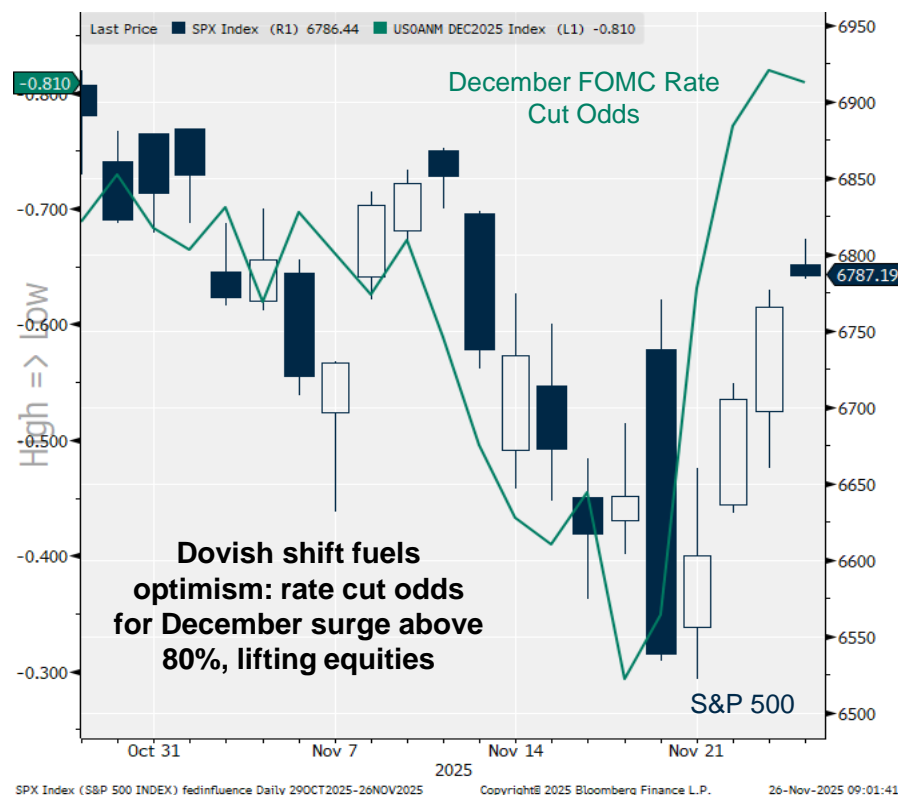 Last Price SPX Index (R1) 6786.44 US0ANM DEC2025 Index (L1) -0.810
December FOMC Rate
Cut Odds
-0.810
-0.800
-0.700
-0.600
-0.500
-0.400
-0.300
High => Low
6950
6900
6850
6800
6787.19
6750
6700
6650
6600
6550
6500
Dovish shift fuels
optimism: rate cut odds
for December surge above
80%, lifting equities
S&P 500
Oct 31 Nov 7 Nov 14 Nov 21
2025
SPX Index (S&P 500 INDEX) fedinfluence Daily 29OCT2025-26NOV2025 Copyright© 2025 Bloomberg Finance L.P. 26-Nov-2025 09:01:41